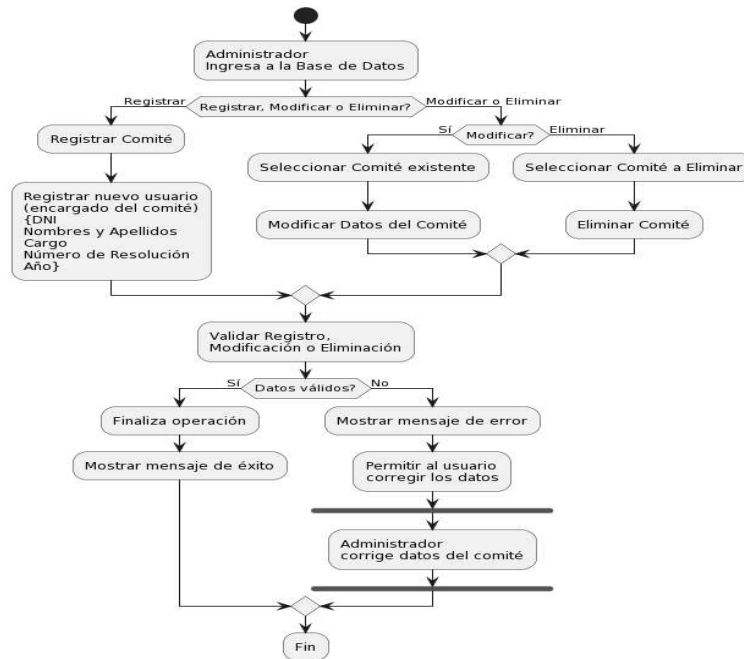 Administrador
Ingresa a la Base de Datos
Registrar
Registrar, Modificar o Eliminar?
Modificar o Eliminar
Registrar Comité
Sí
Modificar?
Eliminar
Seleccionar Comité existente
Seleccionar Comité a Eliminar
Registrar nuevo usuario
(encargado del comité)
{DNI
Nombres y Apellidos
Cargo
Número de Resolución
Año}
Modificar Datos del Comité
Eliminar Comité
Validar Registro,
Modificación o Eliminación
Sí
Datos válidos?
No
Finaliza operación
Mostrar mensaje de error
Mostrar mensaje de éxito
Permitir al usuario
corregir los datos
Administrador
corrige datos del comité
Fin